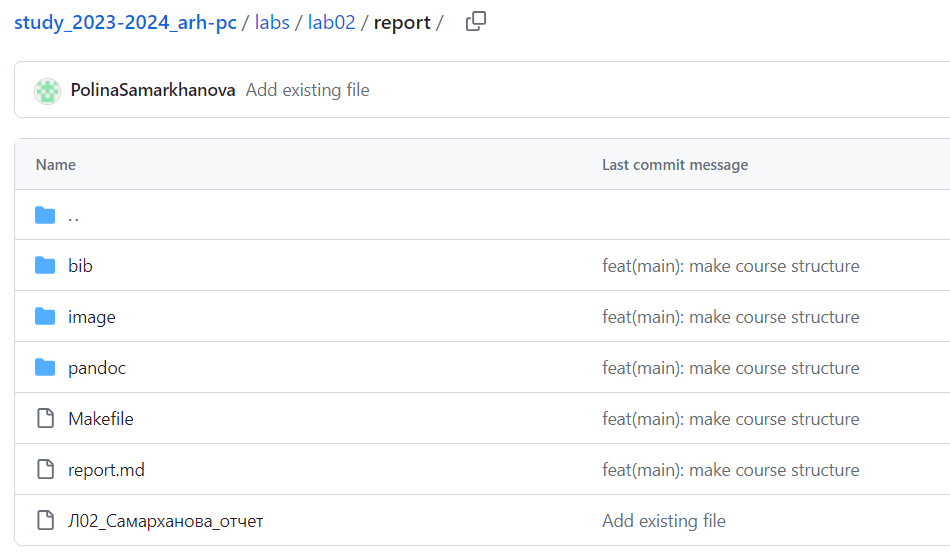 study_2023-2024_arh-pc / labs / lab02 / report /
PolinaSamarkhanova Add existing file
Name Last commit message
..
bib feat(main): make course structure
image feat(main): make course structure
pandoc feat(main): make course structure
Makefile feat(main): make course structure
report.md feat(main): make course structure
Л02_Самарханова_отчет Add existing file